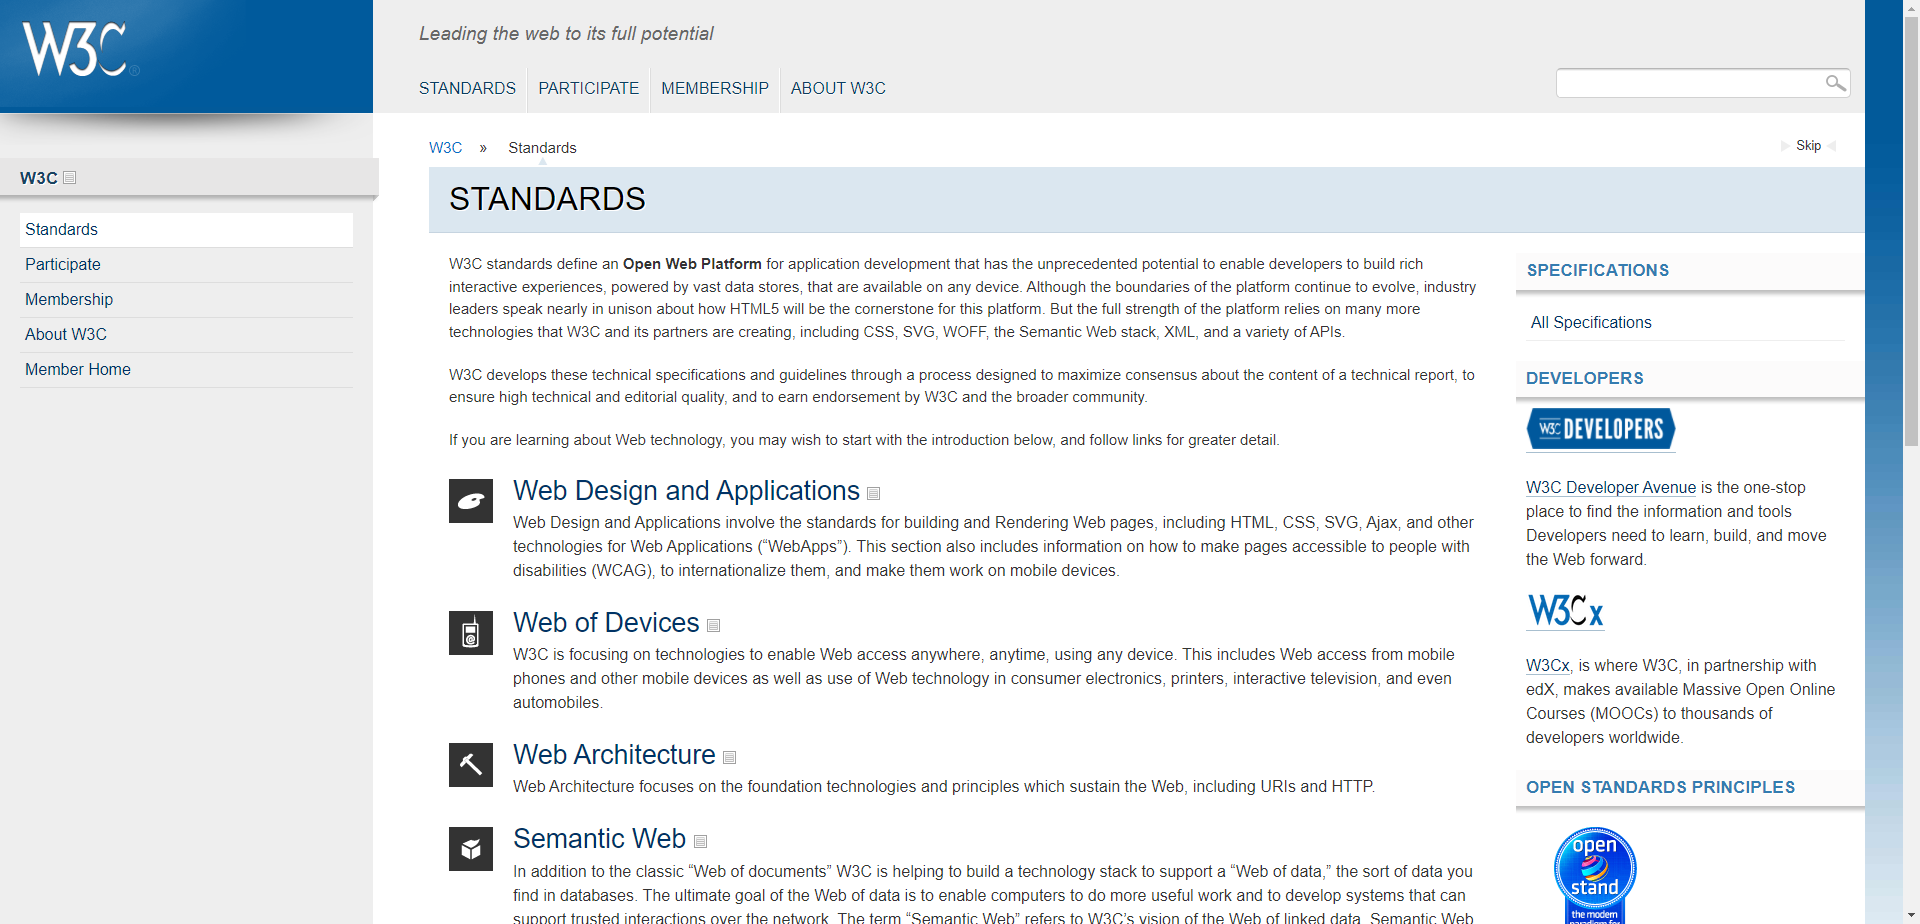 W3C
Leading the web to its full potential
STANDARDS
PARTICIPATE
MEMBERSHIP
ABOUT W3C
W3C
Standards
Participate
Membership
About W3C
Member Home
W3C » Standards
Skip
STANDARDS
W3C standards define an Open Web Platform for application development that has the unprecedented potential to enable developers to build rich
interactive experiences, powered by vast data stores, that are available on any device. Although the boundaries of the platform continue to evolve, industry
leaders speak nearly in unison about how HTML5 will be the cornerstone for this platform. But the full strength of the platform relies on many more
technologies that W3C and its partners are creating, including CSS, SVG, WOFF, the Semantic Web stack, XML, and a variety of APIs.
W3C develops these technical specifications and guidelines through a process designed to maximize consensus about the content of a technical report, to
ensure high technical and editorial quality, and to earn endorsement by W3C and the broader community.
If you are learning about Web technology, you may wish to start with the introduction below, and follow links for greater detail.
Web Design and Applications
Web Design and Applications involve the standards for building and Rendering Web pages, including HTML, CSS, SVG, Ajax, and other
technologies for Web Applications (“WebApps”). This section also includes information on how to make pages accessible to people with
disabilities (WCAG), to internationalize them, and make them work on mobile devices.
Web of Devices
W3C is focusing on technologies to enable Web access anywhere, anytime, using any device. This includes Web access from mobile
phones and other mobile devices as well as use of Web technology in consumer electronics, printers, interactive television, and even
automobiles.
Web Architecture
Web Architecture focuses on the foundation technologies and principles which sustain the Web, including URIs and HTTP.
Semantic Web
In addition to the classic “Web of documents” W3C is helping to build a technology stack to support a “Web of data,” the sort of data you
find in databases. The ultimate goal of the Web of data is to enable computers to do more useful work and to develop systems that can
support trusted interactions over the network. The term “Semantic Web” refers to W3C’s vision of the Web of linked data. Semantic Web
SPECIFICATIONS
All Specifications
DEVELOPERS
W3C DEVELOPERS
W3C Developer Avenue is the one-stop
place to find the information and tools
Developers need to learn, build, and move
the Web forward.
W3Cx
W3Cx, is where W3C, in partnership with
edX, makes available Massive Open Online
Courses (MOOCs) to thousands of
developers worldwide.
OPEN STANDARDS PRINCIPLES
open
stand
the modern
paradigm for